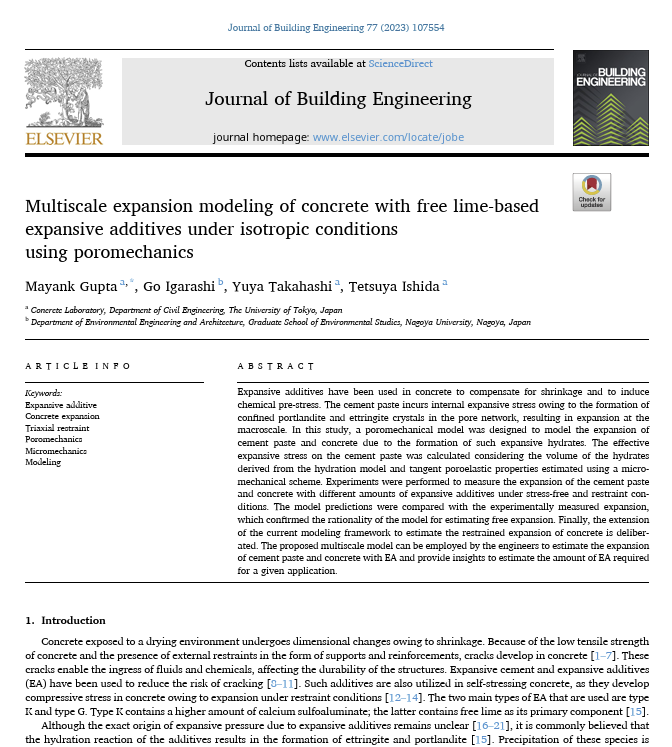 Journal of Building Engineering 77 (2023) 107554
Contents lists available at ScienceDirect
Journal of Building Engineering
journal homepage: www.elsevier.com/locate/jobe
ELSEVIER
BUILDING
ENGINEERING
Check for
updates
Multiscale expansion modeling of concrete with free lime-based
expansive additives under isotropic conditions
using poromechanics
Mayank Gupta a,*, Go Igarashi b, Yuya Takahashi a, Tetsuya Ishida a
a Concrete Laboratory, Department of Civil Engineering, The University of Tokyo, Japan
b Department of Environmental Engineering and Architecture, Graduate School of Environmental Studies, Nagoya University, Nagoya, Japan
ARTICLE INFO
Keywords:
Expansive additive
Concrete expansion
Triaxial restraint
Poromechanics
Micromechanics
Modeling
ABSTRACT
Expansive additives have been used in concrete to compensate for shrinkage and to induce
chemical pre-stress. The cement paste incurs internal expansive stress owing to the formation of
confined portlandite and ettringite crystals in the pore network, resulting in expansion at the
macroscale. In this study, a poromechanical model was designed to model the expansion of
cement paste and concrete due to the formation of such expansive hydrates. The effective
expansive stress on the cement paste was calculated considering the volume of the hydrates
derived from the hydration model and tangent poroelastic properties estimated using a micro-
mechanical scheme. Experiments were performed to measure the expansion of the cement paste
and concrete with different amounts of expansive additives under stress-free and restraint con-
ditions. The model predictions were compared with the experimentally measured expansion,
which confirmed the rationality of the model for estimating free expansion. Finally, the extension
of the current modeling framework to estimate the restrained expansion of concrete is deliber-
ated. The proposed multiscale model can be employed by the engineers to estimate the expansion
of cement paste and concrete with EA and provide insights to estimate the amount of EA required
for a given application.
1. Introduction
Concrete exposed to a drying environment undergoes dimensional changes owing to shrinkage. Because of the low tensile strength
of concrete and the presence of external restraints in the form of supports and reinforcements, cracks develop in concrete [1–7]. These
cracks enable the ingress of fluids and chemicals, affecting the durability of the structures. Expansive cement and expansive additives
(EA) have been used to reduce the risk of cracking [8–11]. Such additives are also utilized in self-stressing concrete, as they develop
compressive stress in concrete owing to expansion under restraint conditions [12–14]. The two main types of EA that are used are type
K and type G. Type K contains a higher amount of calcium sulfoaluminate; the latter contains free lime as its primary component [15].
Although the exact origin of expansive pressure due to expansive additives remains unclear [16–21], it is commonly believed that
the hydration reaction of the additives results in the formation of ettringite and portlandite [15]. Precipitation of these species is